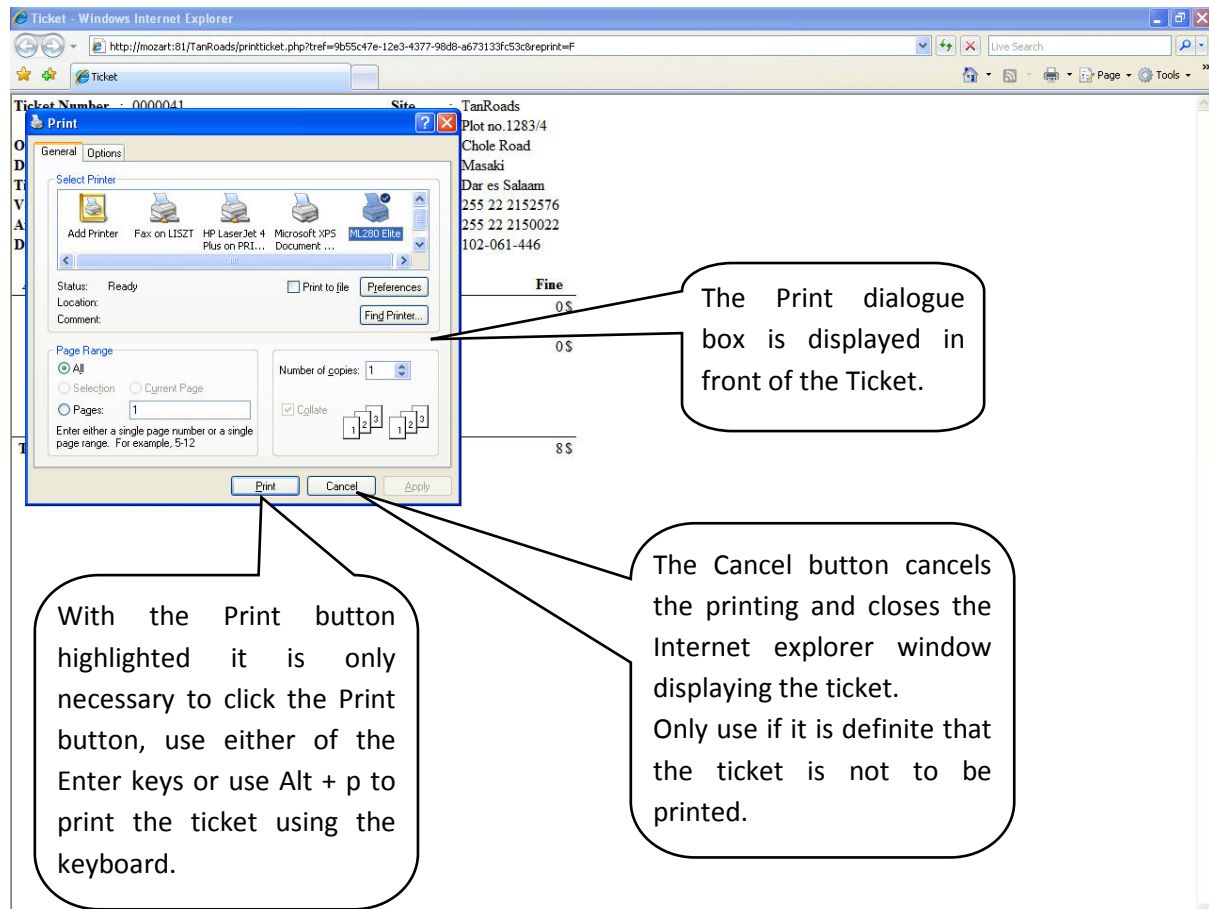 Ticket - Windows Internet Explorer
http://mozart:81/TanRoads/printticket.php?tref=9b55c47e-12e3-4377-98d8-a673133fc53c&reprint=F
Live Search
Ticket
Page Tools
Ticket Number : 0000041 Site : TanRoads
Plot no.1283/4
Chole Road
Masaki
Dar es Salaam
255 22 2152576
255 22 2150022
102-061-446
Fine
0 $
0 $
8 $
Print
General Options
Select Printer
Add Printer Fax on LISZT HP LaserJet 4 Microsoft XPS ML280 Elite
Plus on PRI... Document ...
Status: Ready Print to file Preferences
Location:
Comment: Find Printer...
Page Range
All Number of copies: 1
Selection Current Page
Pages: 1 Collate
1 2 3 1 2 3
Enter either a single page number or a single
page range. For example, 5-12
Print Cancel Apply
The Print dialogue
box is displayed in
front of the Ticket.
With the Print button
highlighted it is only
necessary to click the Print
button, use either of the
Enter keys or use Alt + p to
print the ticket using the
keyboard.
The Cancel button cancels
the printing and closes the
Internet explorer window
displaying the ticket.
Only use if it is definite that
the ticket is not to be
printed.